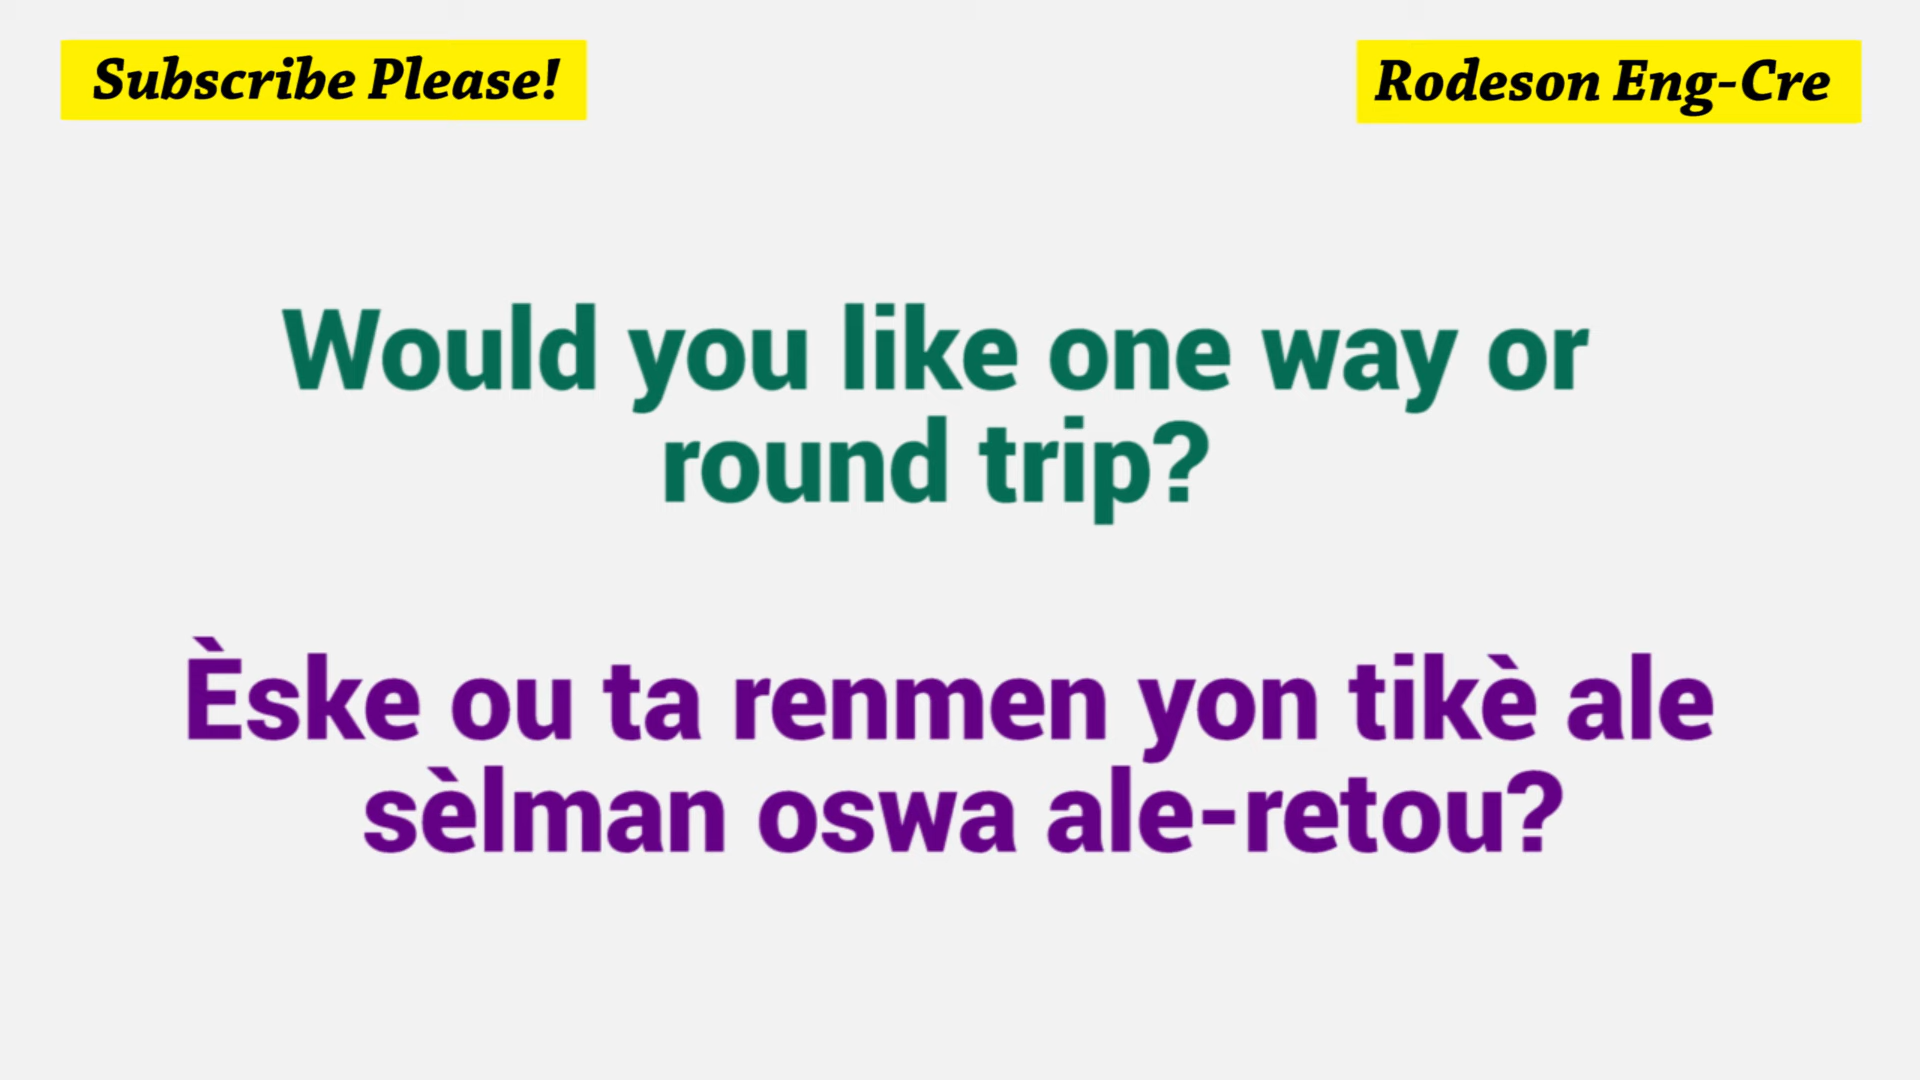 Subscribe Please!
Rodeson Eng-Cre
Would you like one way or
round trip?
Èske ou ta renmen yon tikè ale
sèlman oswa ale-retou?